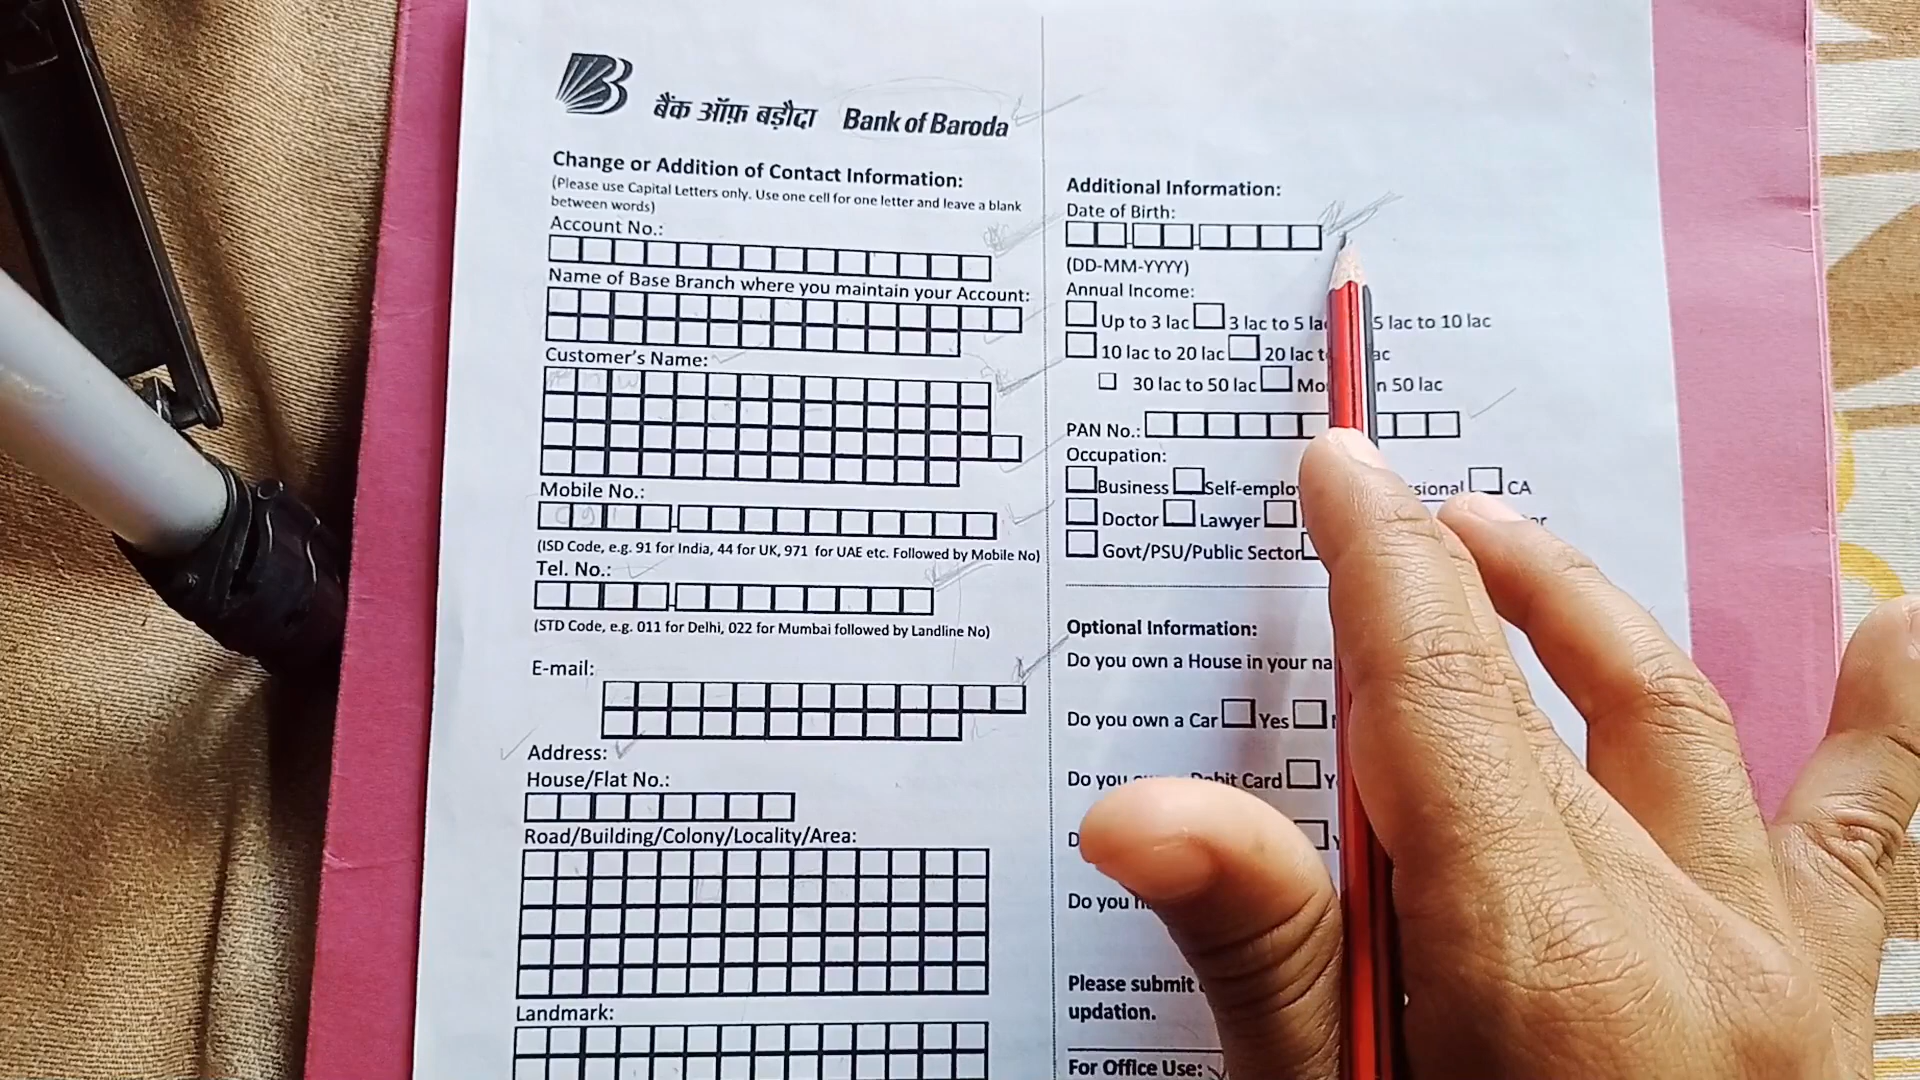 बैंक ऑफ़ बड़ौदा Bank of Baroda
Change or Addition of Contact Information:
(Please use Capital Letters only. Use one cell for one letter and leave a blank
between words)
Account No.:
Name of Base Branch where you maintain your Account:
Customer's Name:
Mobile No.:
(ISD Code, e.g. 91 for India, 44 for UK, 971 for UAE etc. Followed by Mobile No)
Tel. No.:
(STD Code, e.g. 011 for Delhi, 022 for Mumbai followed by Landline No)
E-mail:
Address:
House/Flat No.:
Road/Building/Colony/Locality/Area:
Landmark:
Additional Information:
Date of Birth:
(DD-MM-YYYY)
Annual Income:
Up to 3 lac 3 lac to 5 5 lac to 10 lac
10 lac to 20 lac 20 lac
30 lac to 50 lac 50 lac
PAN No.:
Occupation:
Business CA
Doctor Lawyer
Govt/PSU/Public Sector
Optional Information:
Do you own a House in your
Do you own a Car Yes
Do you Debit Card
Do you
Please submit
updation.
For Office Use: